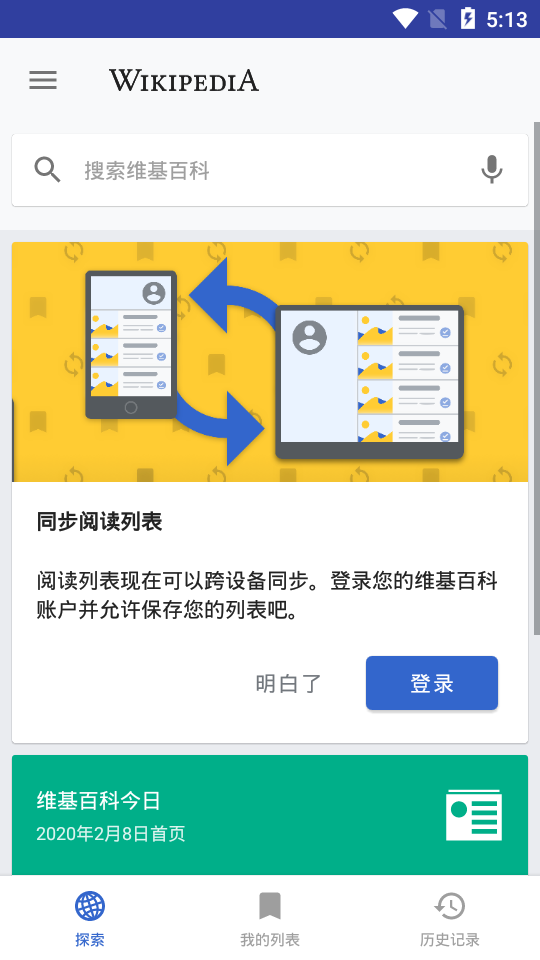 5:13
WIKIPEDIA
搜索维基百科
同步阅读列表
阅读列表现在可以跨设备同步。登录您的维基百科
账户并允许保存您的列表吧。
明白了
登录
维基百科今日
2020年2月8日首页
探索
我的列表
历史记录